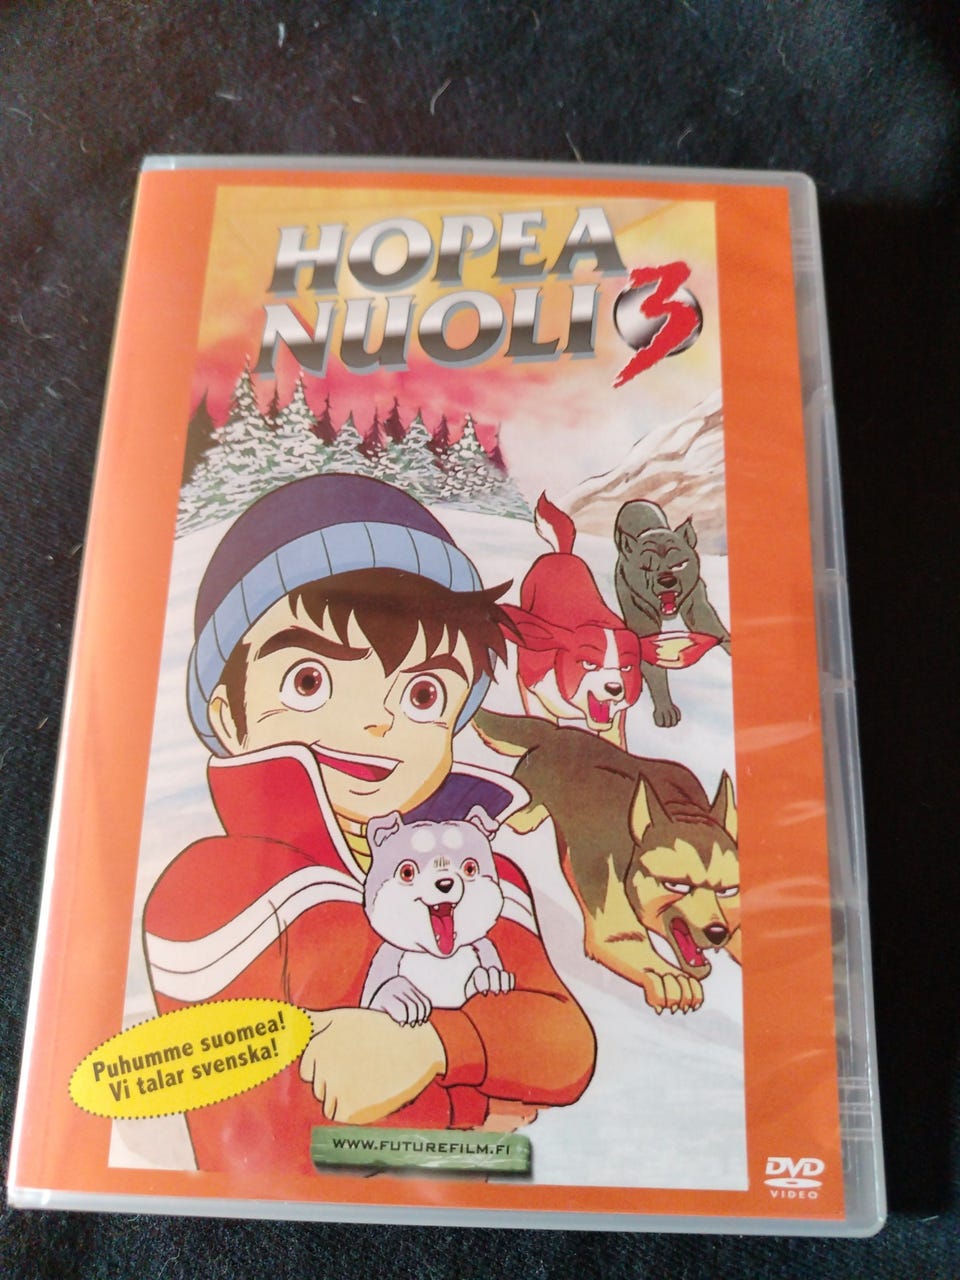 HOPEA
NUOLI 3
Puhumme suomea!
Vi talar svenska!
WWW.FUTUREFILM.FI
DVD
VIDEO